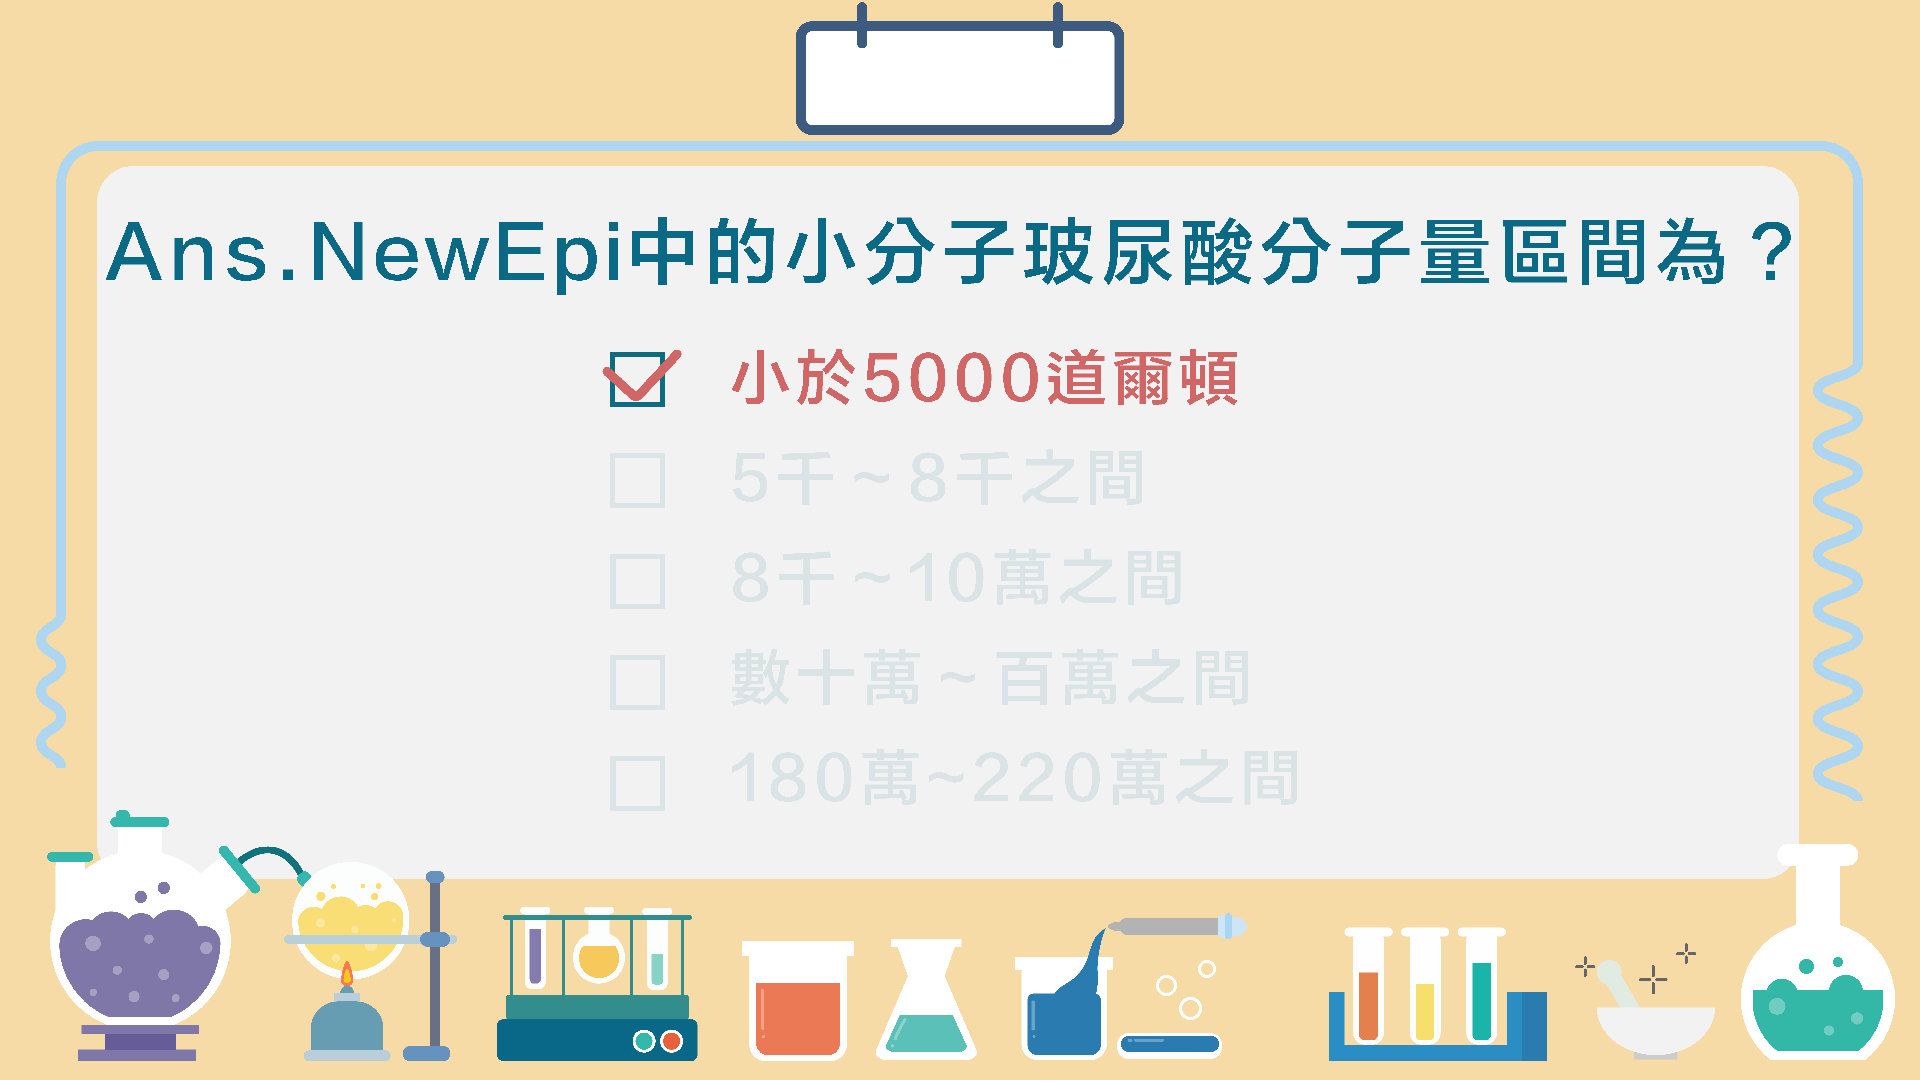 Ans.NewEpi中的小分子玻尿酸分子量區間為？
小於5000道爾頓
5千~8千之間
8千~10萬之間
數十萬~百萬之間
180萬~220萬之間